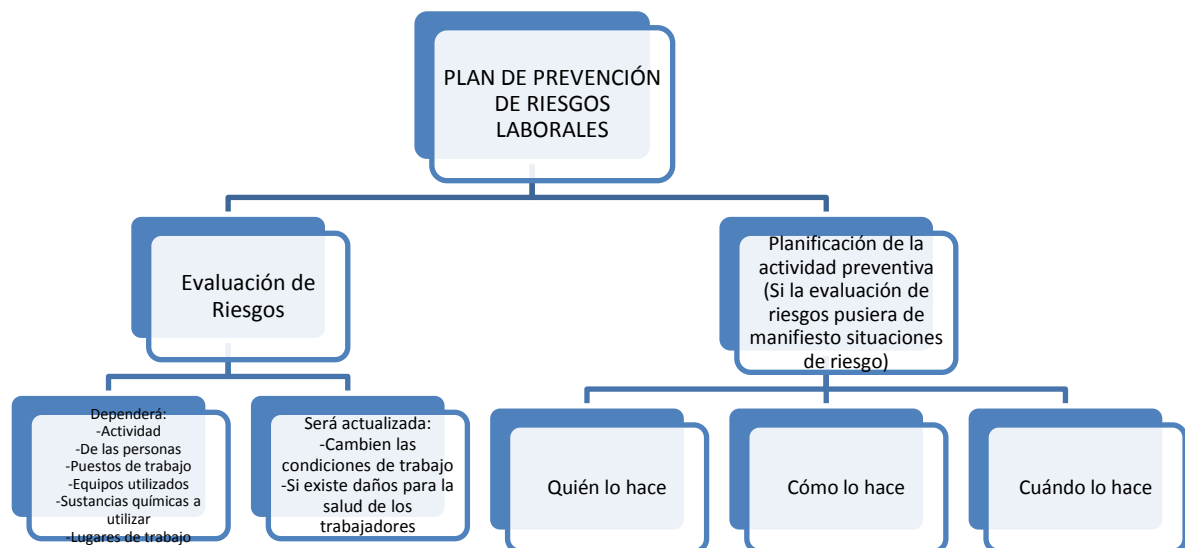 PLAN DE PREVENCIÓN
DE RIESGOS
LABORALES
Evaluación de
Riesgos
Planificación de la
actividad preventiva
(Si la evaluación de
riesgos pusiera de
manifiesto situaciones
de riesgo)
Dependerá:
-Actividad
-De las personas
-Puestos de trabajo
-Equipos utilizados
-Sustancias químicas a
utilizar
-Lugares de trabajo
Será actualizada:
-Cambien las
condiciones de trabajo
-Si existe daños para la
salud de los
trabajadores
Quién lo hace
Cómo lo hace
Cuándo lo hace